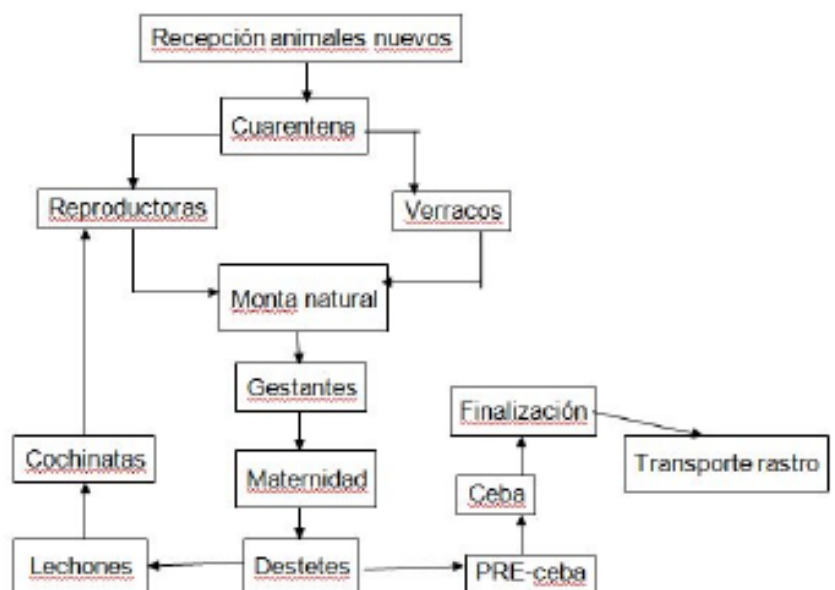 Recepción animales nuevos
Cuarentena
Reproductoras
Verracos
Monta natural
Gestantes
Finalización
Cochinatas
Transporte rastro
Maternidad
Ceba
Lechones
Destetes
PRE-ceba